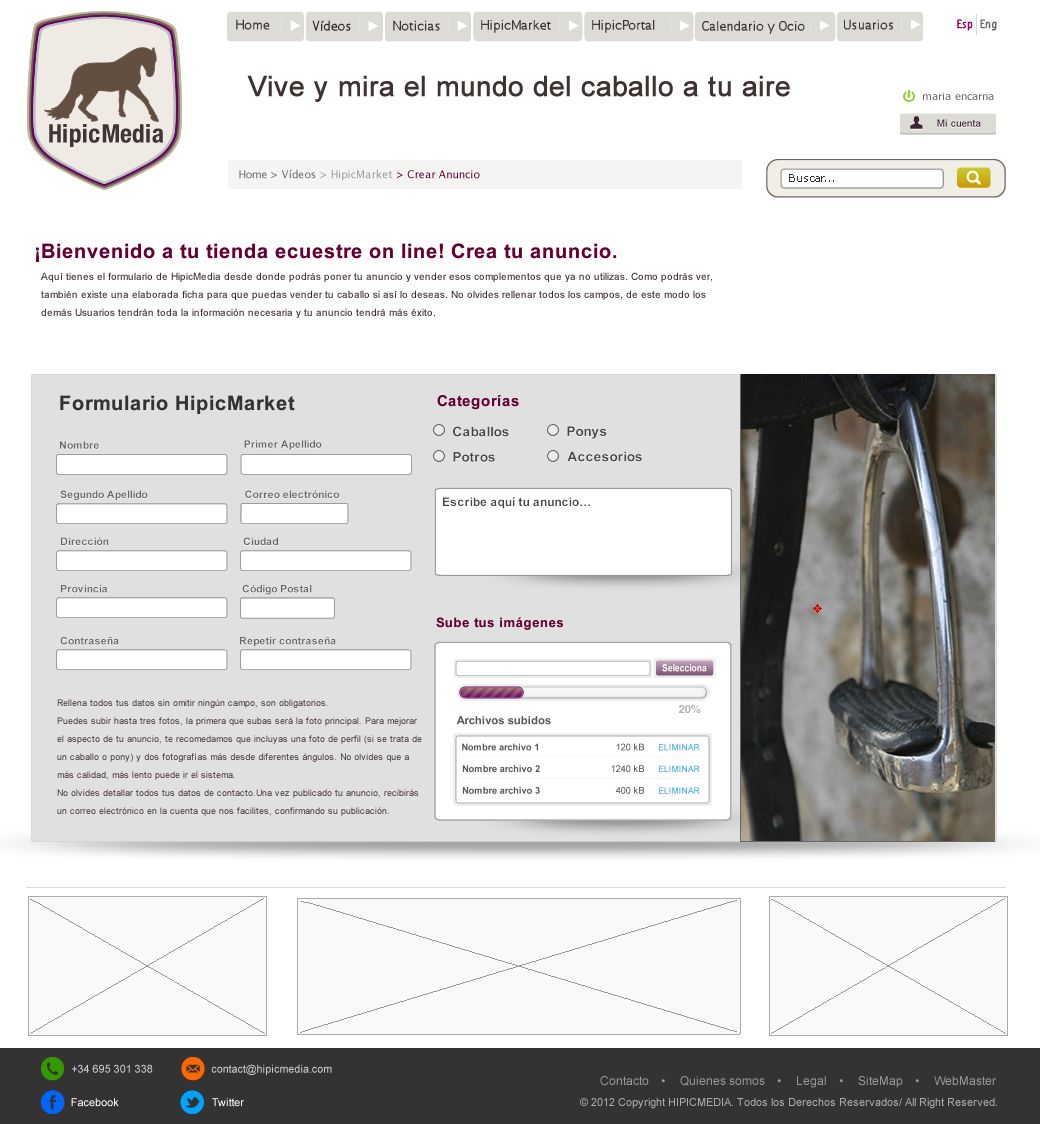 Home Vídeos Noticias HipicMarket HipicPortal Calendario y Ocio Usuarios Esp Eng
HipicMedia
Vive y mira el mundo del caballo a tu aire
maria encarna
Mi cuenta
Home > Vídeos > HipicMarket > Crear Anuncio
Buscar...
¡Bienvenido a tu tienda ecuestre on line! Crea tu anuncio.
Aquí tienes el formulario de HipicMedia desde donde podrás poner tu anuncio y vender esos complementos que ya no utilizas. Como podrás ver,
también existe una elaborada ficha para que puedas vender tu caballo si así lo deseas. No olvides rellenar todos los campos, de este modo los
demás Usuarios tendrán toda la información necesaria y tu anuncio tendrá más éxito.
Formulario HipicMarket
Nombre Primer Apellido
Segundo Apellido Correo electrónico
Dirección Ciudad
Provincia Código Postal
Contraseña Repetir contraseña
Rellena todos tus datos sin omitir ningún campo, son obligatorios.
Puedes subir hasta tres fotos, la primera que subas será la foto principal. Para mejorar
el aspecto de tu anuncio, te recomedamos que incluyas una foto de perfil (si se trata de
un caballo o pony) y dos fotografías más desde diferentes ángulos. No olvides que a
más calidad, más lento puede ir el sistema.
No olvides detallar todos tus datos de contacto.Una vez publicado tu anuncio, recibirás
un correo electrónico en la cuenta que nos facilites, confirmando su publicación.
Categorías
Caballos Ponys
Potros Accesorios
Escribe aquí tu anuncio...
Sube tus imágenes
Selecciona
20%
Archivos subidos
Nombre archivo 1 120 kB ELIMINAR
Nombre archivo 2 1240 kB ELIMINAR
Nombre archivo 3 400 kB ELIMINAR
+34 695 301 338 contact@hipicmedia.com
Facebook Twitter
Contacto • Quienes somos • Legal • SiteMap • WebMaster
© 2012 Copyright HIPICMEDIA. Todos los Derechos Reservados/ All Right Reserved.